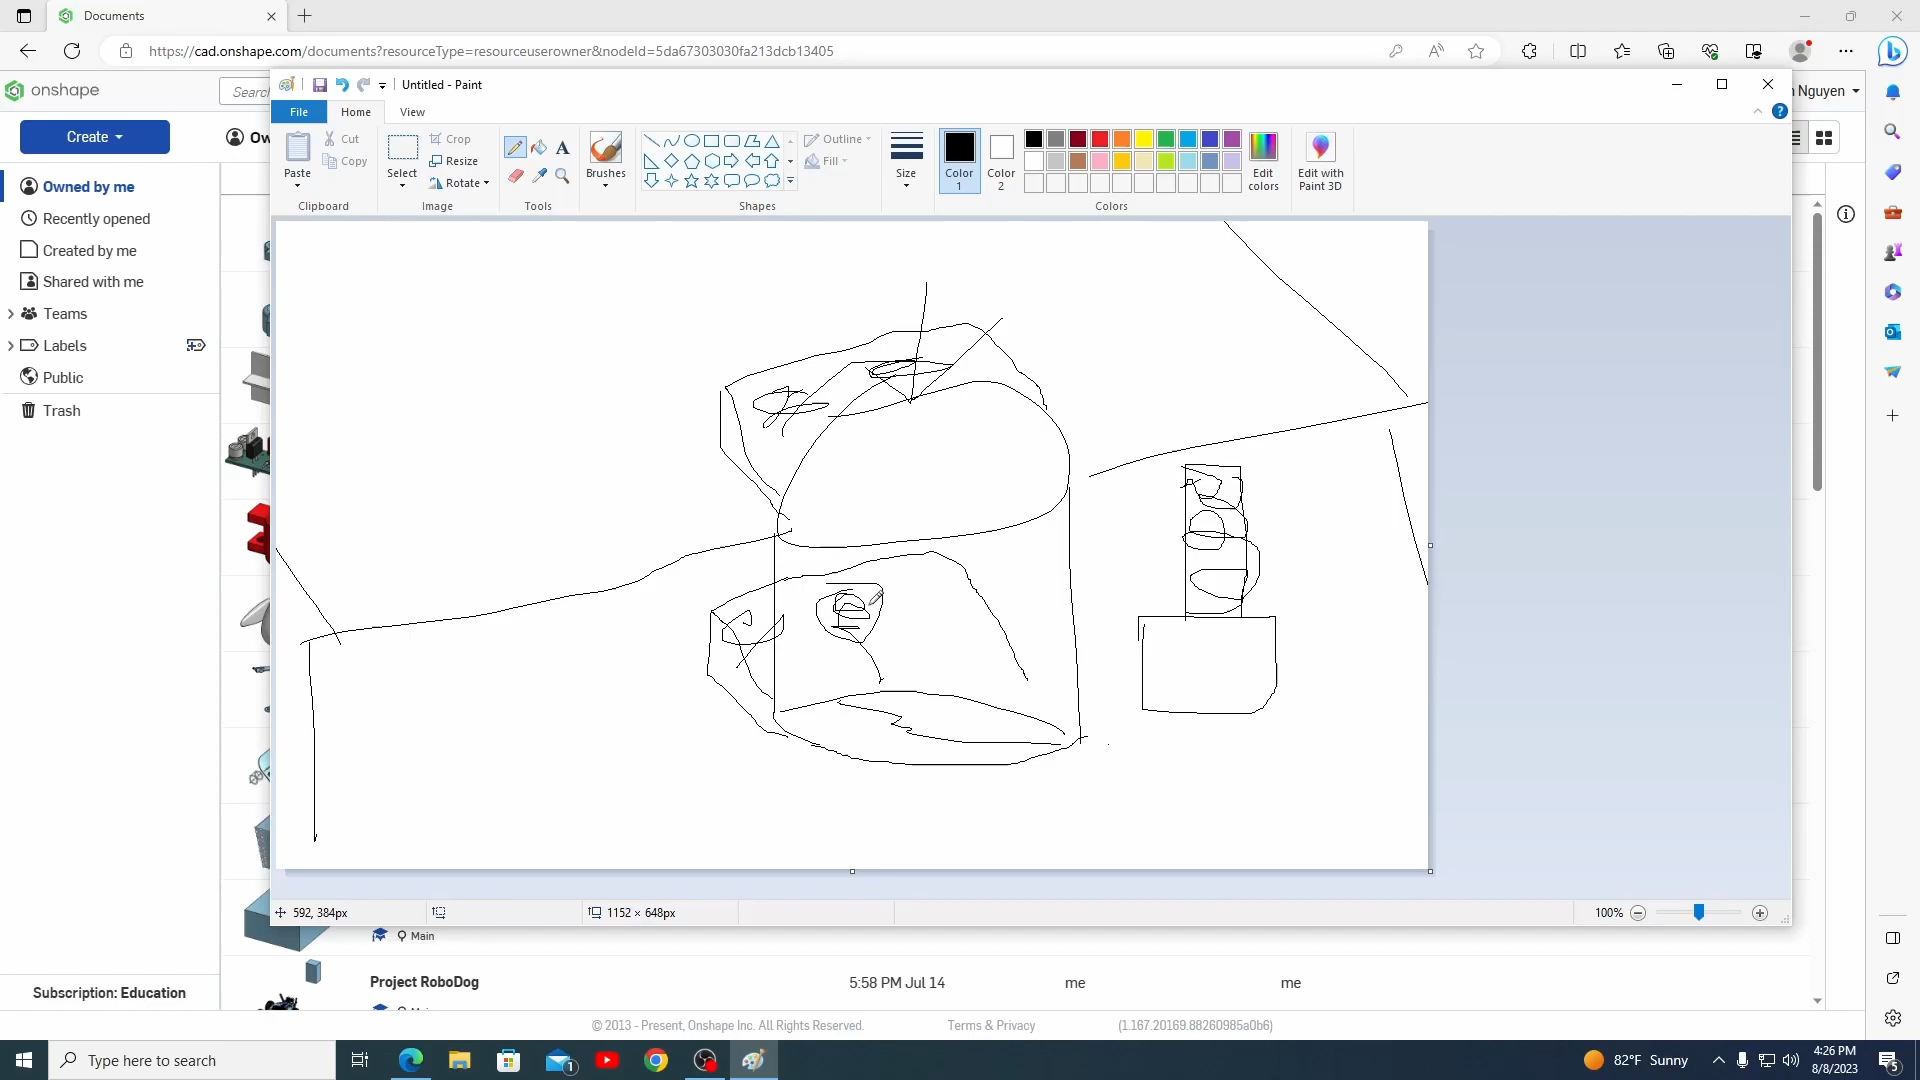 Documents
https://cad.onshape.com/documents?resourceType=resourceuserowner&nodeId=5da67303030fa213dcb13405
onshape
Nguyen
Untitled - Paint
File
Home
View
Create
Paste
Cut
Copy
Clipboard
Select
Crop
Resize
Rotate
Image
Tools
Brushes
Shapes
Outline
Fill
Size
Color 1
Color 2
Edit colors
Edit with Paint 3D
Colors
Owned by me
Recently opened
Created by me
Shared with me
Teams
Labels
Public
Trash
592, 384px
1152 × 648px
100%
Main
Project RoboDog
5:58 PM Jul 14
me
me
Subscription: Education
© 2013 - Present, Onshape Inc. All Rights Reserved.
Terms & Privacy
(1.167.20169.88260985a0b6)
Type here to search
1
82°F Sunny
4:26 PM
8/8/2023
5